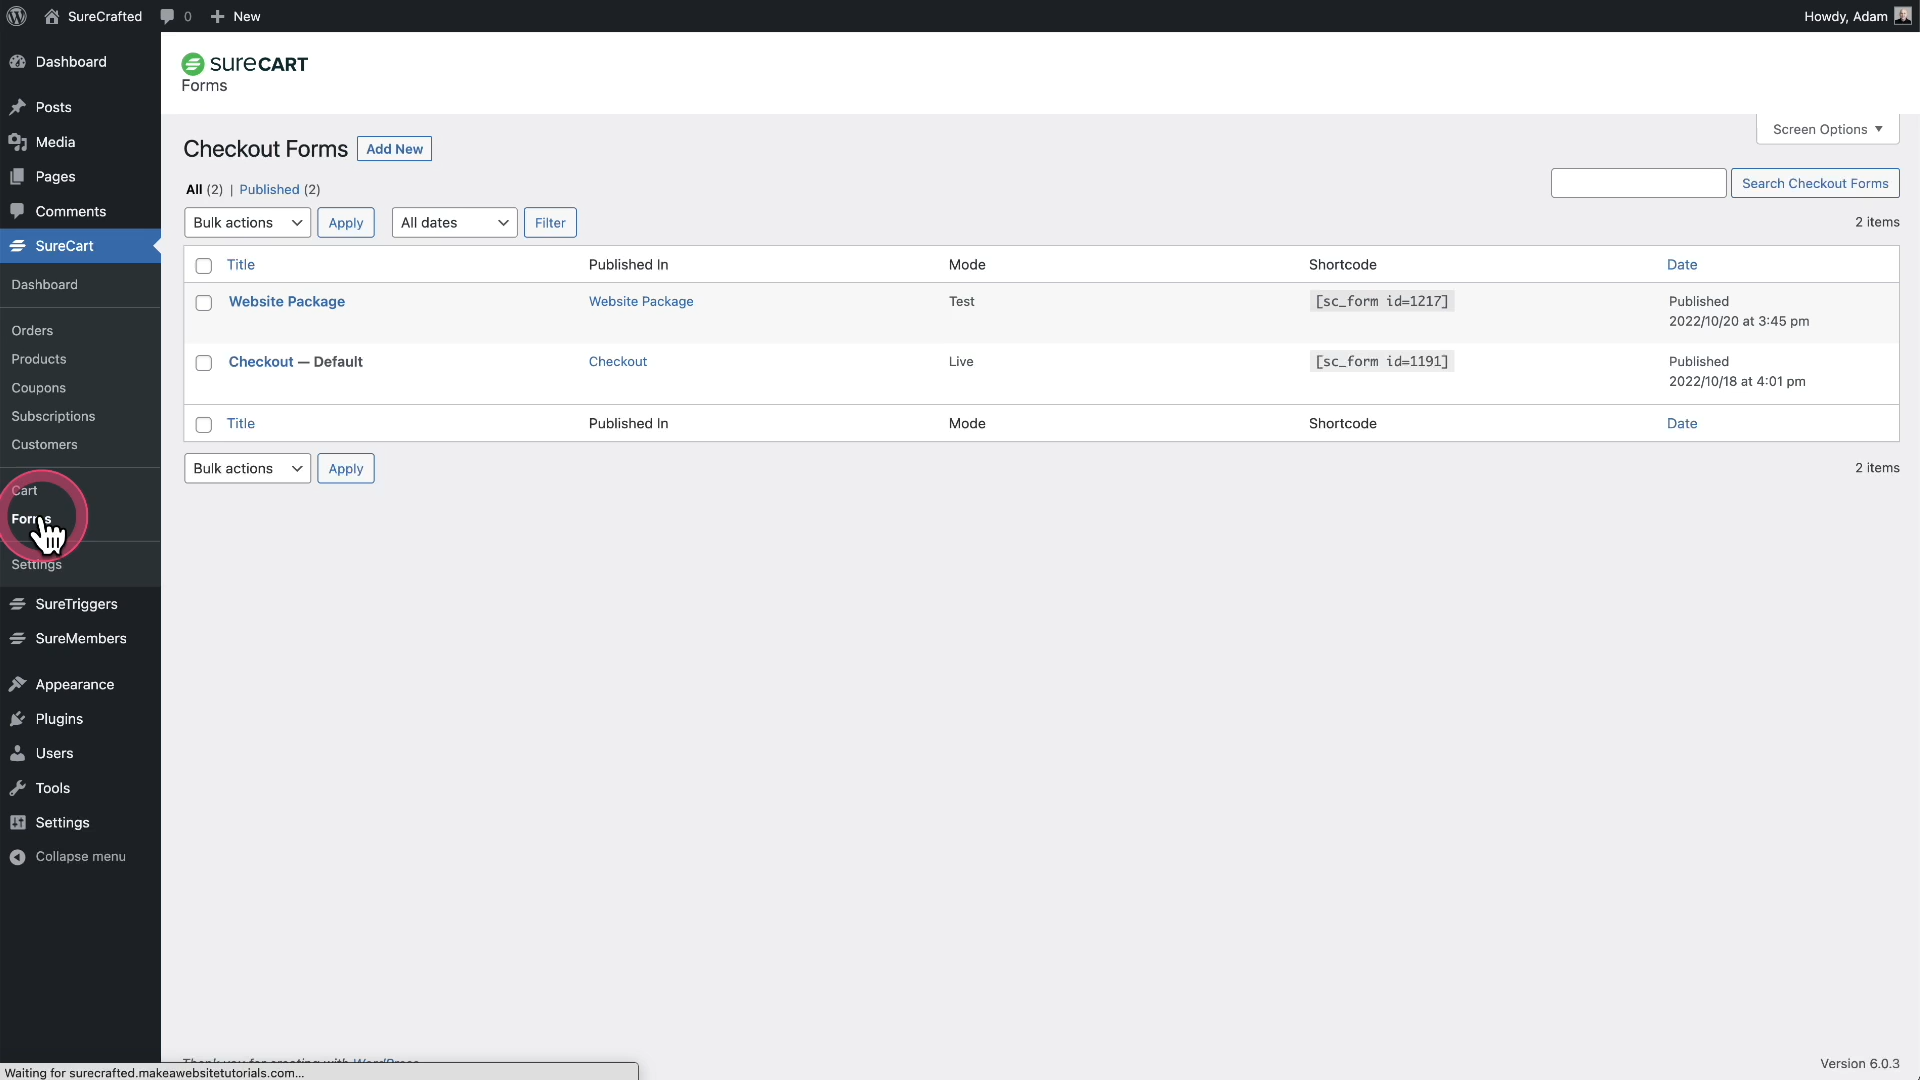 SureCrafted 0 New Howdy, Adam
Dashboard
Posts
Media
Pages
Comments
SureCart
Dashboard
Orders
Products
Coupons
Subscriptions
Customers
Cart
Forms
Settings
SureTriggers
SureMembers
Appearance
Plugins
Users
Tools
Settings
Collapse menu
sureCART
Forms
Screen Options
Checkout Forms Add New
All (2) | Published (2)
Search Checkout Forms
Bulk actions Apply All dates Filter 2 items
Title Published In Mode Shortcode Date
Website Package Website Package Test [sc_form id=1217] Published
2022/10/20 at 3:45 pm
Checkout — Default Checkout Live [sc_form id=1191] Published
2022/10/18 at 4:01 pm
Title Published In Mode Shortcode Date
Bulk actions Apply 2 items
Thank you for creating with WordPress Version 6.0.3
Waiting for surecrafted.makeawebsitetutorials.com...